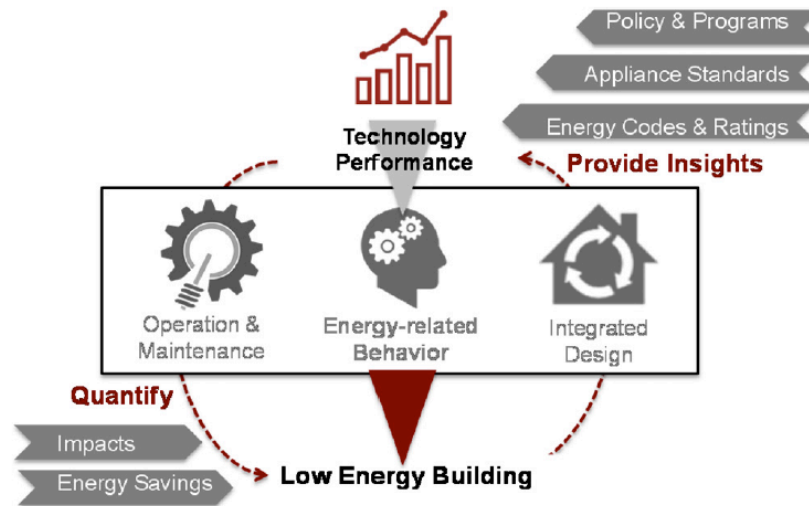 Policy & Programs
Appliance Standards
Energy Codes & Ratings
Technology
Performance
Provide Insights
Operation &
Maintenance
Energy-related
Behavior
Integrated
Design
Quantify
Impacts
Energy Savings
Low Energy Building